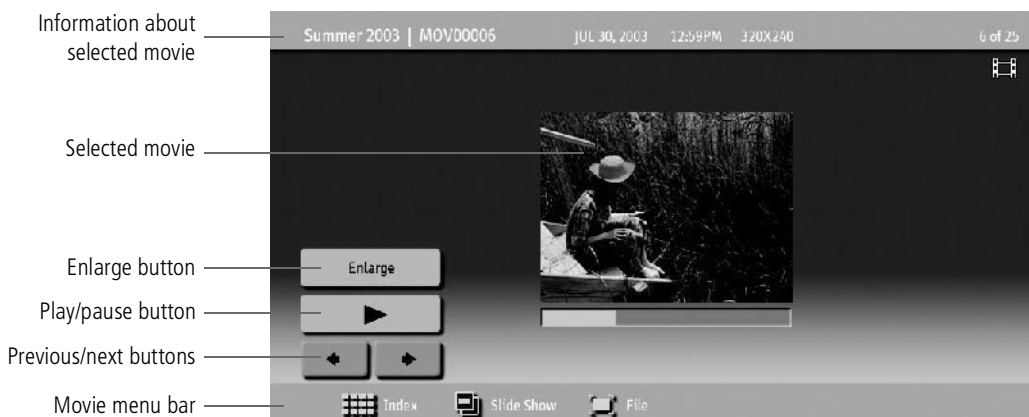 Information about
selected movie
Summer 2003 | MOV00006 JUL 30, 2003 12:59PM 320X240 6 of 25
Selected movie
Enlarge button
Enlarge
Play/pause button
Previous/next buttons
Movie menu bar
Index Slide Show File